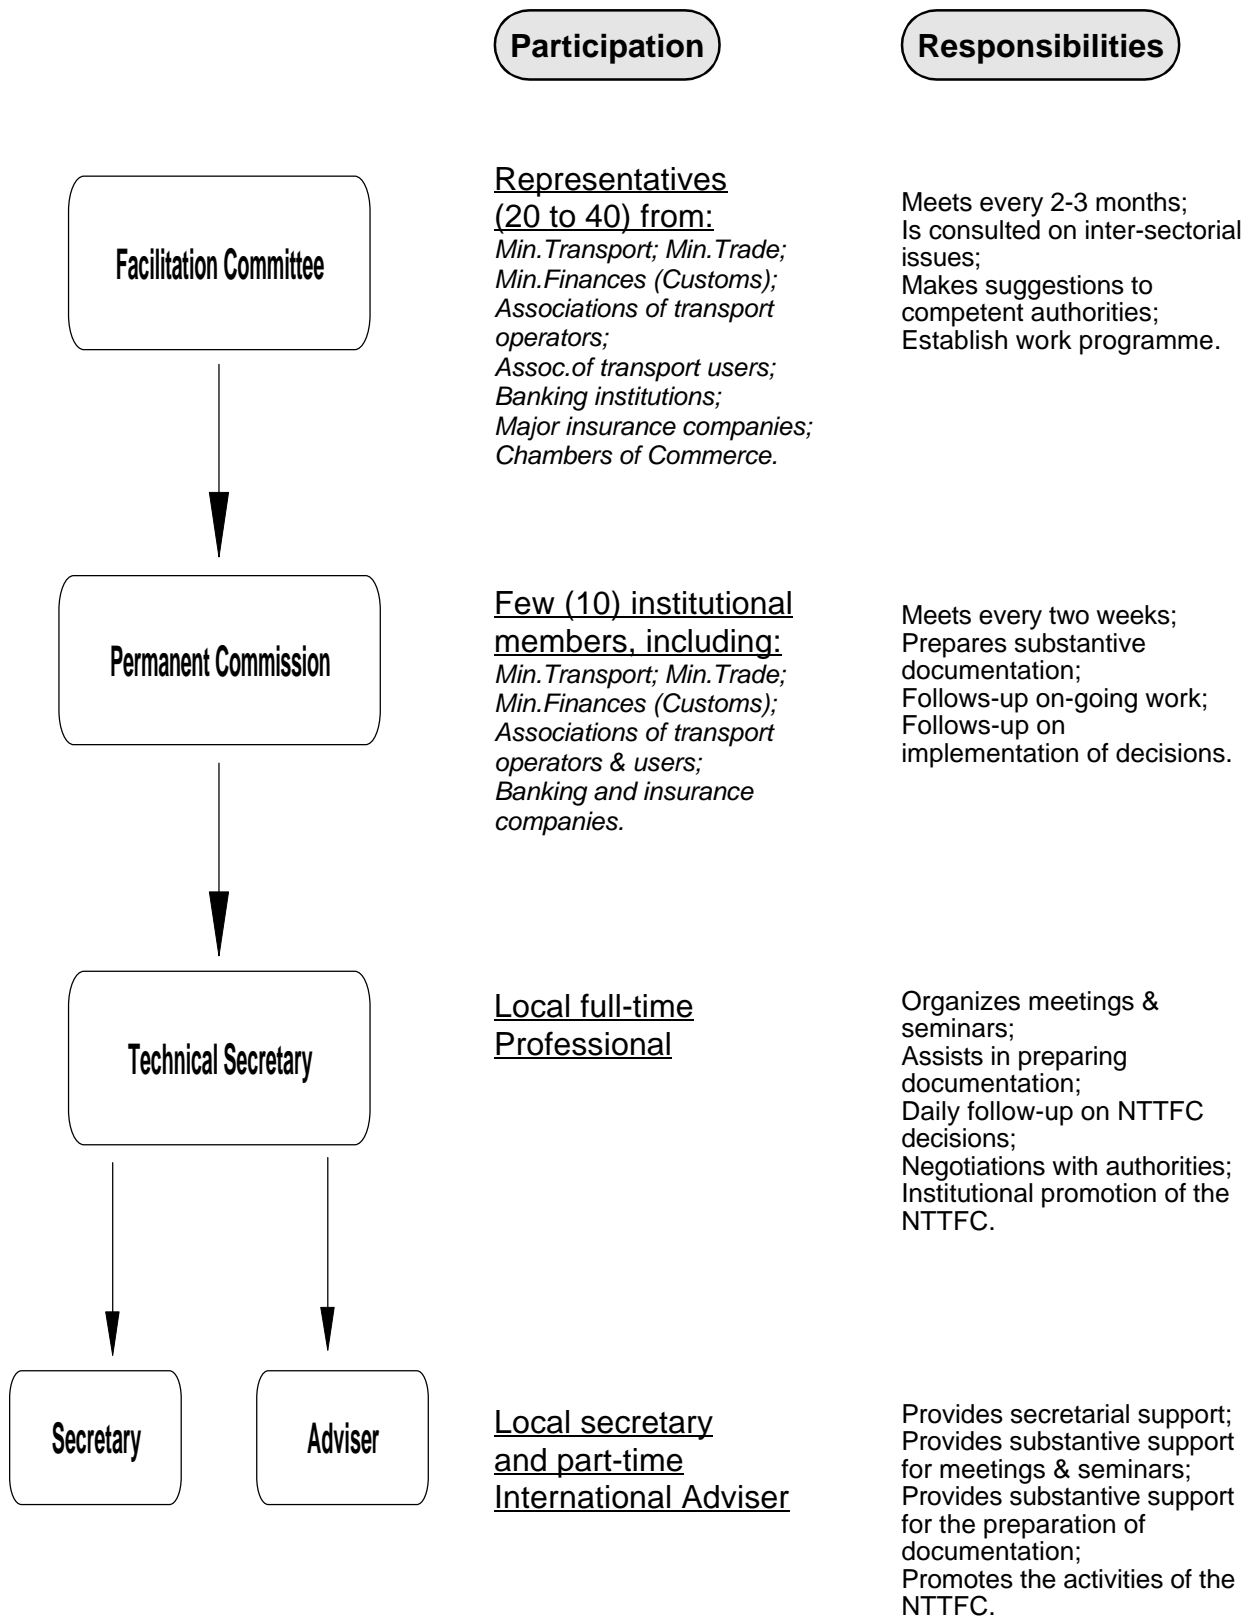 Participation
Responsibilities
Facilitation Committee
Representatives
(20 to 40) from:
Min.Transport; Min.Trade;
Min.Finances (Customs);
Associations of transport
operators;
Assoc.of transport users;
Banking institutions;
Major insurance companies;
Chambers of Commerce.
Meets every 2-3 months;
Is consulted on inter-sectorial
issues;
Makes suggestions to
competent authorities;
Establish work programme.
Permanent Commission
Few (10) institutional
members, including:
Min.Transport; Min.Trade;
Min.Finances (Customs);
Associations of transport
operators & users;
Banking and insurance
companies.
Meets every two weeks;
Prepares substantive
documentation;
Follows-up on-going work;
Follows-up on
implementation of decisions.
Technical Secretary
Local full-time
Professional
Organizes meetings &
seminars;
Assists in preparing
documentation;
Daily follow-up on NTTFC
decisions;
Negotiations with authorities;
Institutional promotion of the
NTTFC.
Secretary
Adviser
Local secretary
and part-time
International Adviser
Provides secretarial support;
Provides substantive support
for meetings & seminars;
Provides substantive support
for the preparation of
documentation;
Promotes the activities of the
NTTFC.